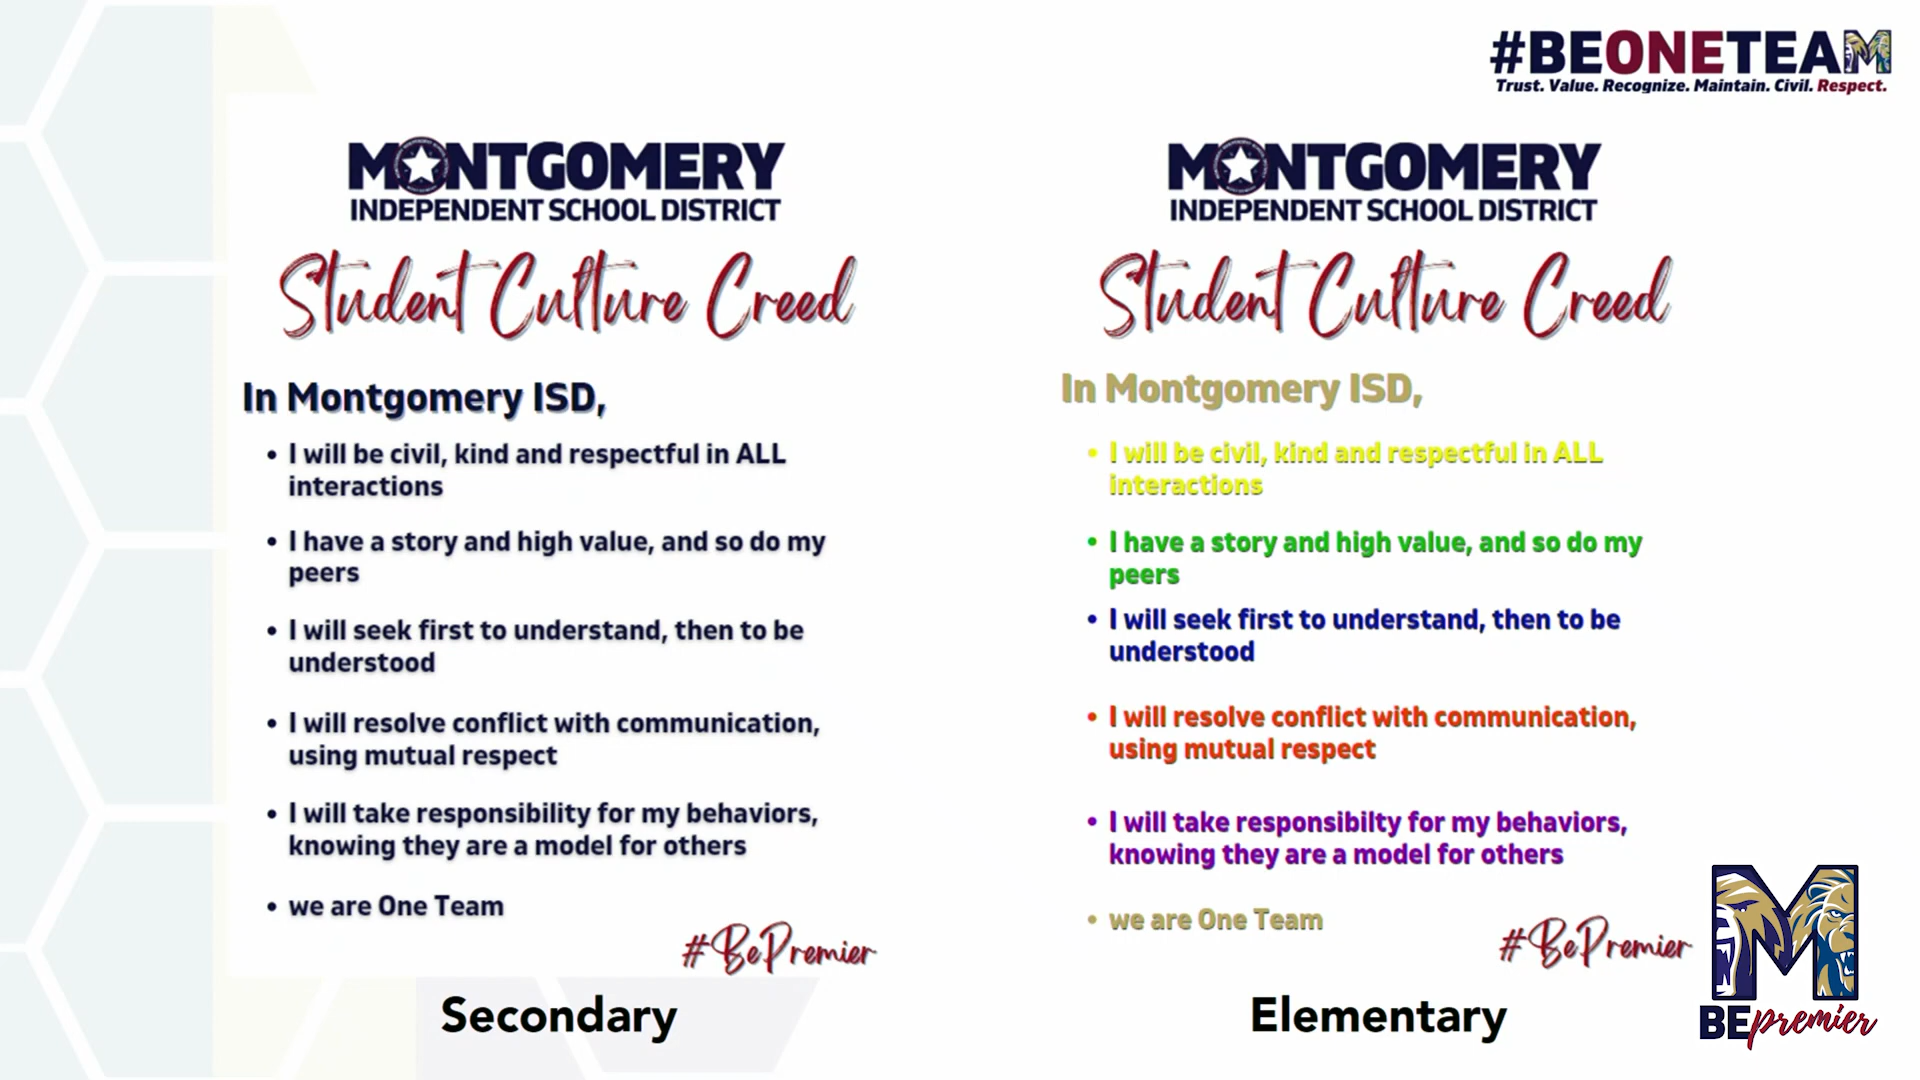 #BEONETEAM
Trust. Value. Recognize. Maintain. Civil. Respect.
MONTGOMERY
INDEPENDENT SCHOOL DISTRICT
Student Culture Creed
In Montgomery ISD,
• I will be civil, kind and respectful in ALL
interactions
• I have a story and high value, and so do my
peers
• I will seek first to understand, then to be
understood
• I will resolve conflict with communication,
using mutual respect
• I will take responsibility for my behaviors,
knowing they are a model for others
• we are One Team
#BePremier
Secondary
MONTGOMERY
INDEPENDENT SCHOOL DISTRICT
Student Culture Creed
In Montgomery ISD,
• I will be civil, kind and respectful in ALL
interactions
• I have a story and high value, and so do my
peers
• I will seek first to understand, then to be
understood
• I will resolve conflict with communication,
using mutual respect
• I will take responsibilty for my behaviors,
knowing they are a model for others
• we are One Team
#BePremier
Elementary
M
BE premier